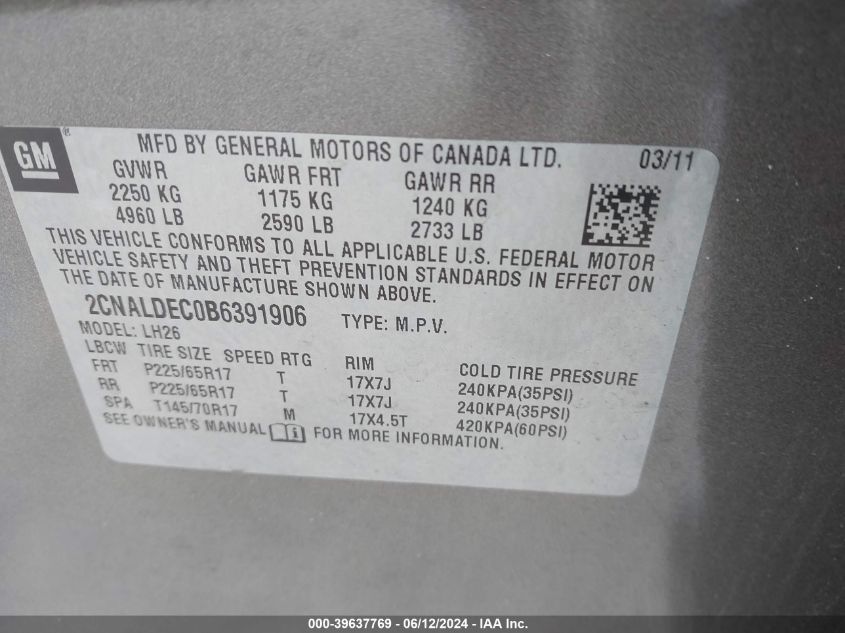 GM®
MFD BY GENERAL MOTORS OF CANADA LTD. 03/11
GVWR GAWR FRT GAWR RR
2250 KG 1175 KG 1240 KG
4960 LB 2590 LB 2733 LB
THIS VEHICLE CONFORMS TO ALL APPLICABLE U.S. FEDERAL MOTOR
VEHICLE SAFETY AND THEFT PREVENTION STANDARDS IN EFFECT ON
THE DATE OF MANUFACTURE SHOWN ABOVE.
2CNALDEC0B6391906 TYPE: M.P.V.
MODEL: LH26
LBCW TIRE SIZE SPEED RTG RIM COLD TIRE PRESSURE
FRT P225/65R17 T 17X7J 240KPA(35PSI)
RR P225/65R17 T 17X7J 240KPA(35PSI)
SPA T145/70R17 M 17X4.5T 420KPA(60PSI)
SEE OWNER'S MANUAL i FOR MORE INFORMATION.
000-39637769 - 06/12/2024 - IAA Inc.